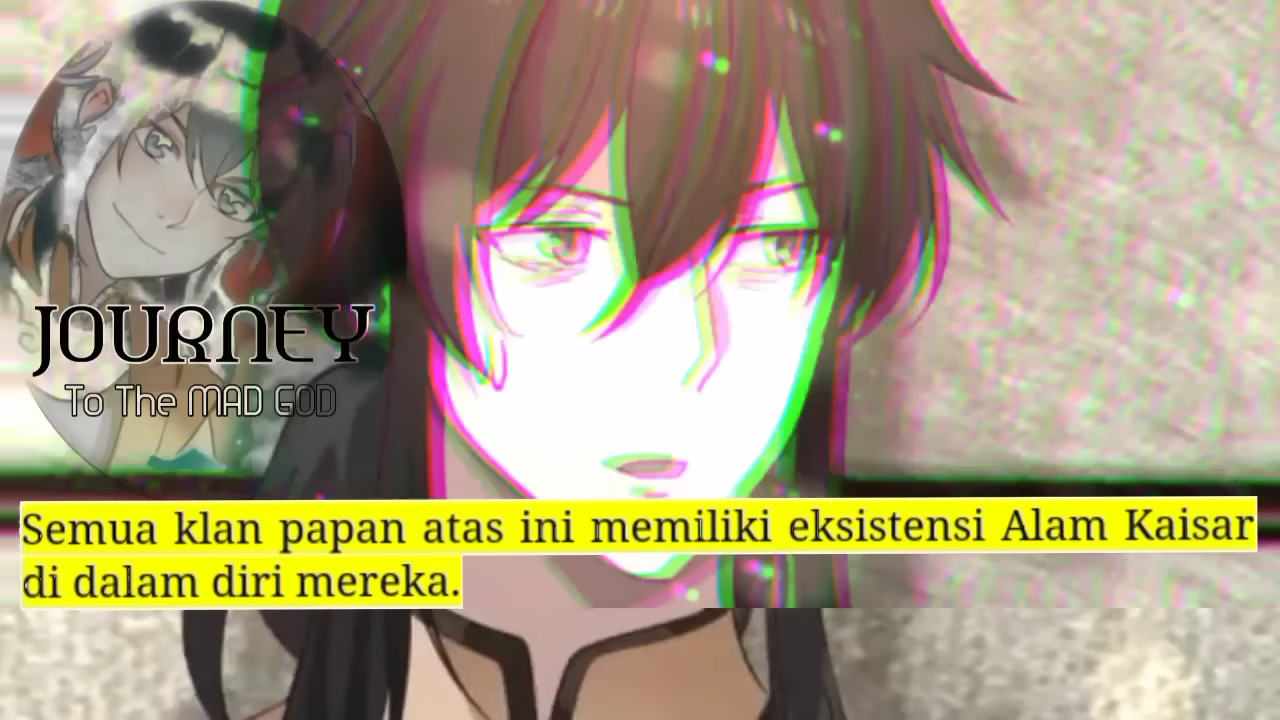 JOURNEY
To The MAD GOD
Semua klan papan atas ini memiliki eksistensi Alam Kaisar
di dalam diri mereka.